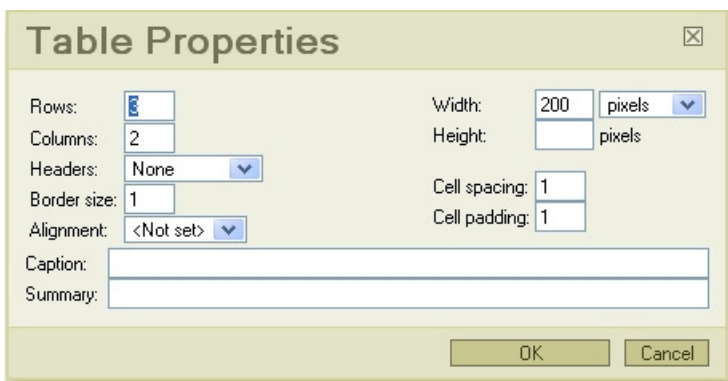 Table Properties
Rows: 3
Columns: 2
Headers: None
Border size: 1
Alignment: <Not set>
Width: 200 pixels
Height: pixels
Cell spacing: 1
Cell padding: 1
Caption:
Summary:
OK Cancel